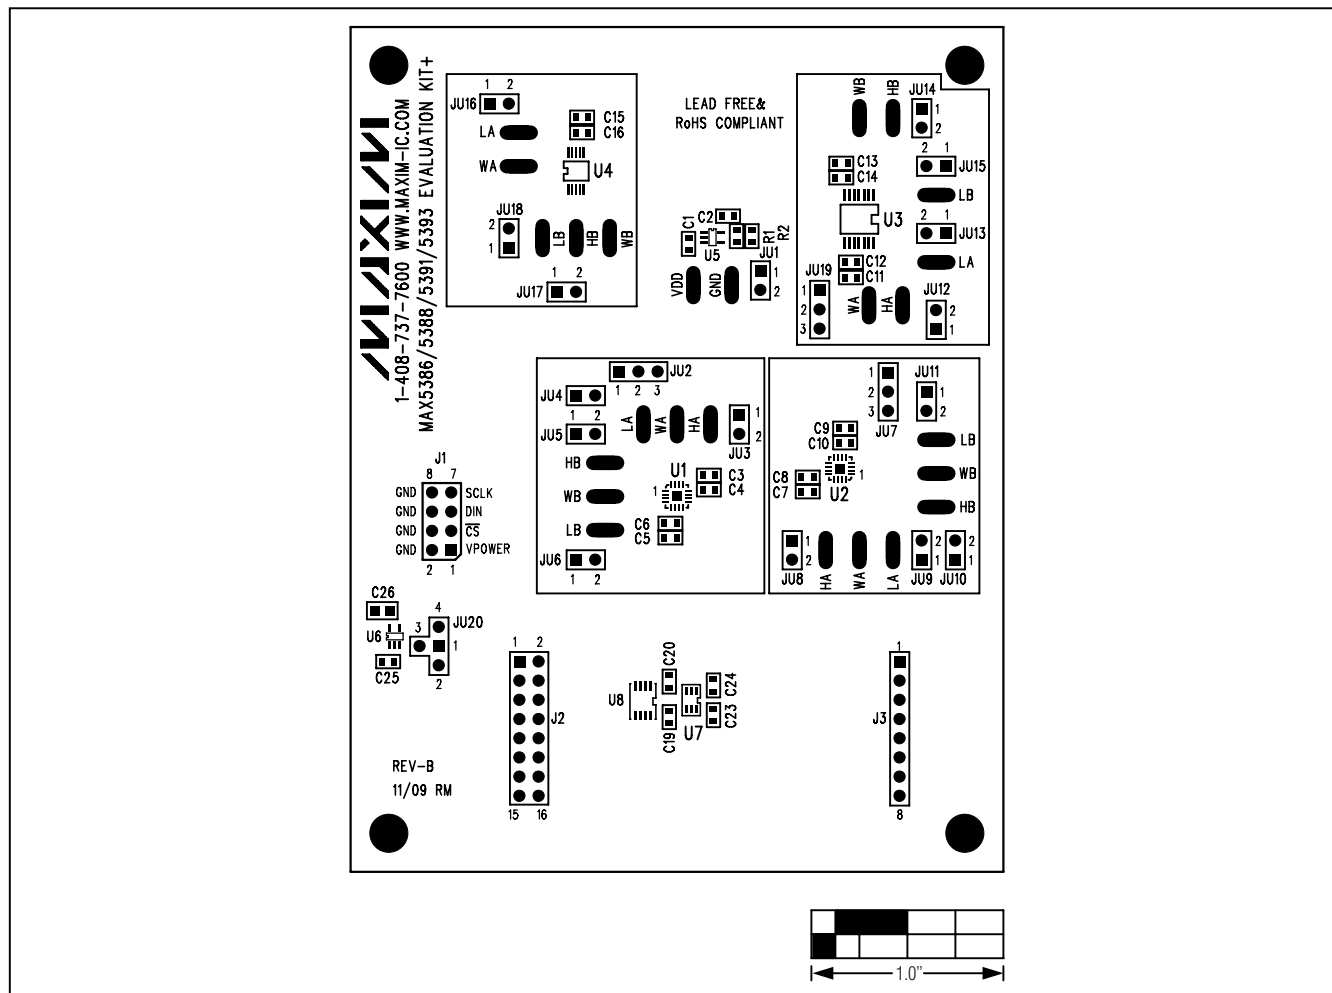 MAXIM
1-408-737-7600 WWW.MAXIM-IC.COM
MAX5386/5388/5391/5393 EVALUATION KIT+
LEAD FREE&
RoHS COMPLIANT
1 2
JU16
LA
WA
C15
C16
U4
JU18
2
1
LB
HB
WB
1 2
JU17
C1
C2
U5
R1
R2
JU1
1
2
VDD
GND
WB
HB
JU14
1
2
C13
C14
2 1
JU15
LB
U3
2 1
JU13
LA
C12
C11
JU19
1
2
3
WA
HA
JU12
2
1
JU2
1 2 3
JU4
1 2
JU5
LA
WA
HA
1
2
JU3
HB
WB
LB
U1
1
C3
C4
C6
C5
JU6
1 2
1
2
3
JU7
JU11
1
2
C9
C10
C8
C7
1
U2
LB
WB
HB
1
2
JU8
HA
WA
LA
2
1
JU9
2
1
JU10
J1
8 7
GND SCLK
GND DIN
GND CS
GND VPOWER
2 1
C26
U6
C25
4
3
JU20
1
2
1 2
J2
15 16
U8
C20
C19
U7
C24
C23
1
J3
8
REV-B
11/09 RM
1.0"